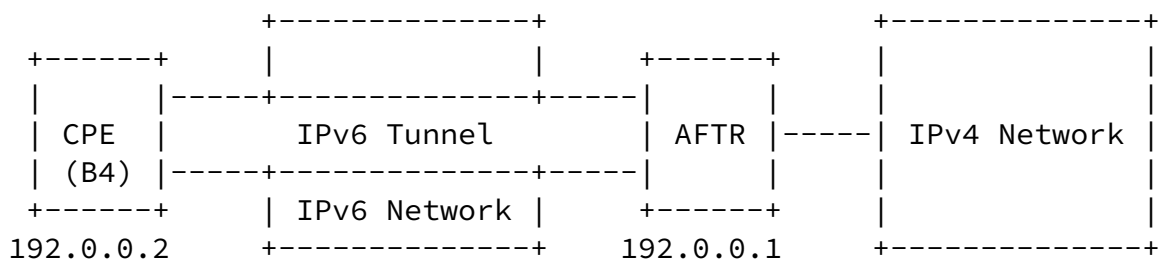 CPE IPv6 Tunnel AFTR IPv4 Network
(B4)
IPv6 Network
192.0.0.2 192.0.0.1